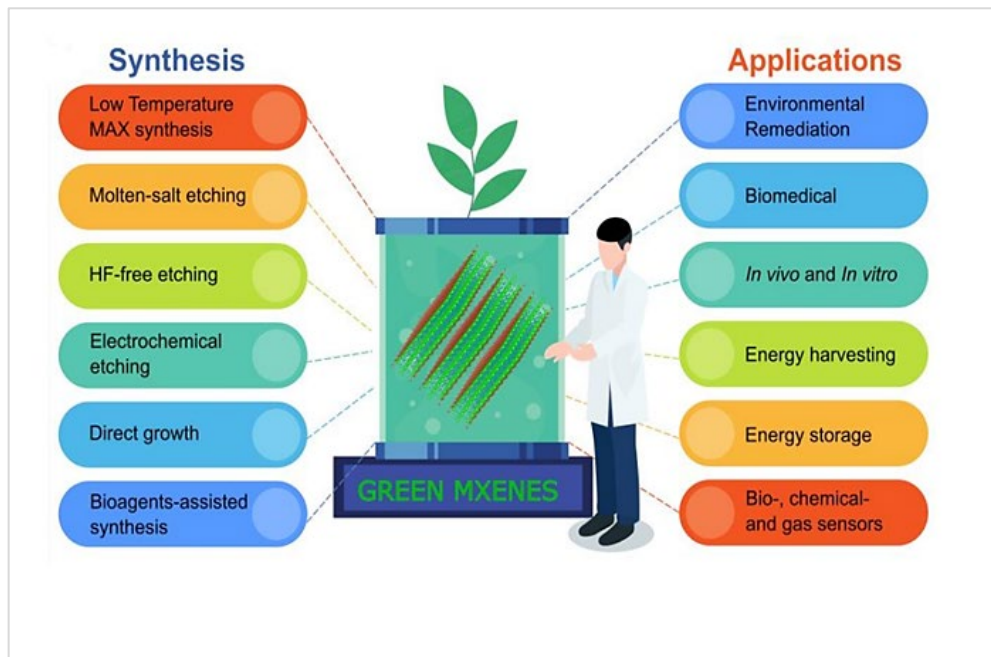 Synthesis
Low Temperature
MAX synthesis
Molten-salt etching
HF-free etching
Electrochemical
etching
Direct growth
Bioagents-assisted
synthesis
GREEN MXENES
Applications
Environmental
Remediation
Biomedical
In vivo and In vitro
Energy harvesting
Energy storage
Bio-, chemical-
and gas sensors